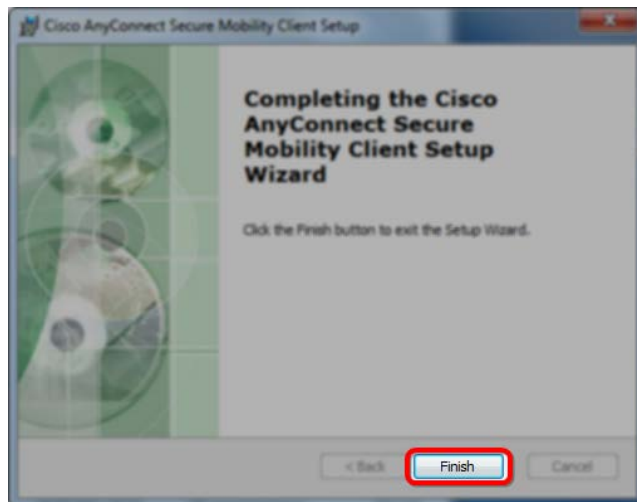 Cisco AnyConnect Secure Mobility Client Setup
Completing the Cisco
AnyConnect Secure
Mobility Client Setup
Wizard
Click the Finish button to exit the Setup Wizard.
< Back Finish Cancel